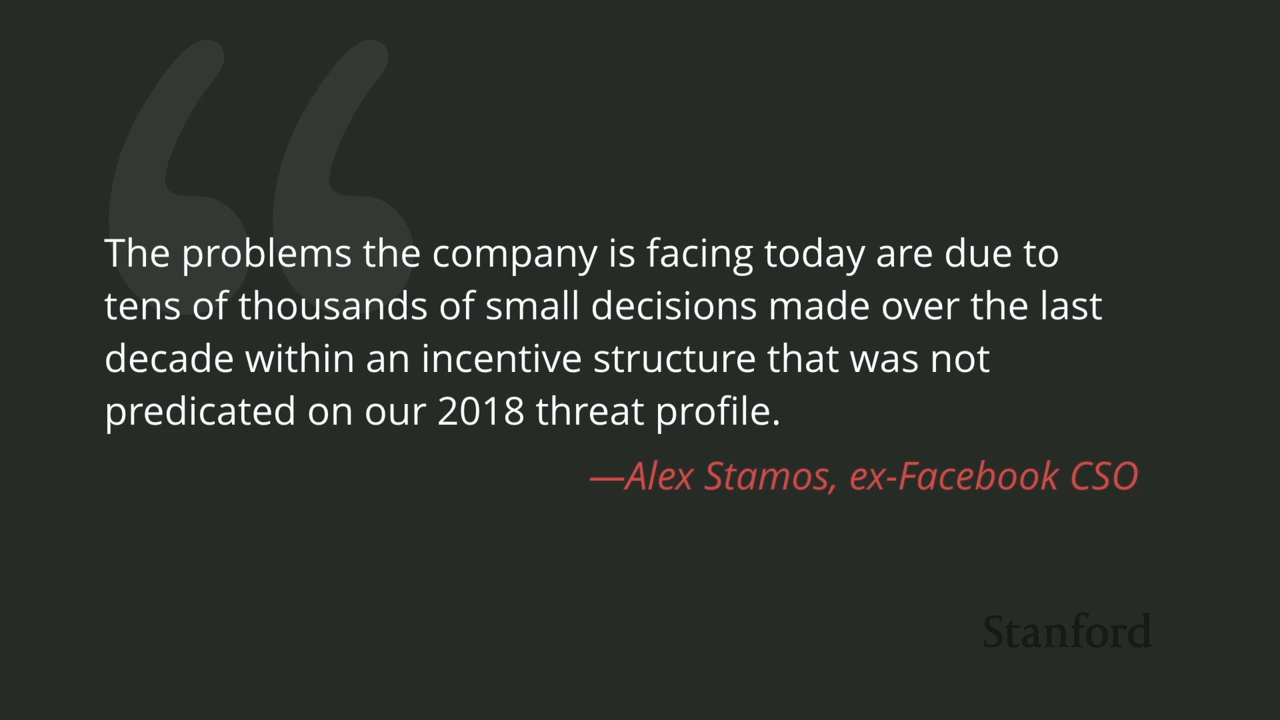 The problems the company is facing today are due to
tens of thousands of small decisions made over the last
decade within an incentive structure that was not
predicated on our 2018 threat profile.
—Alex Stamos, ex-Facebook CSO
Stanford